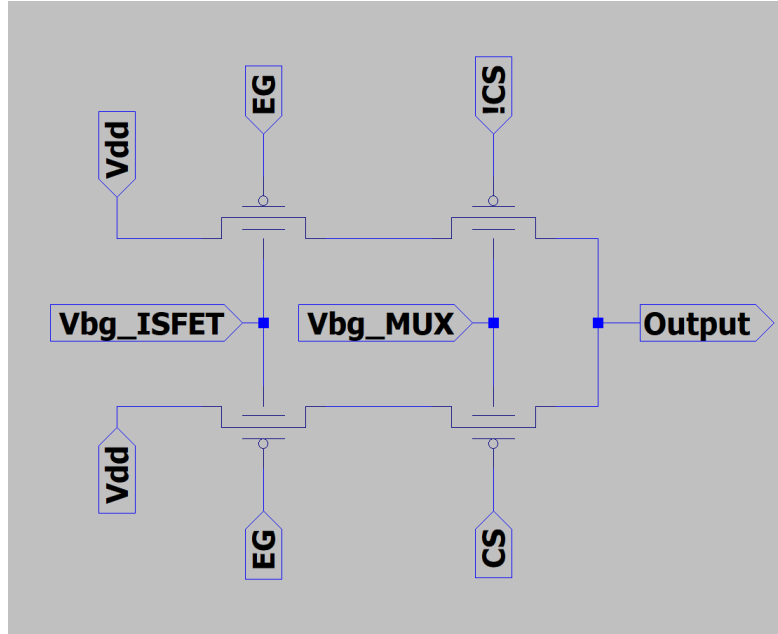 EG
!CS
Vdd
Vbg_ISFET
Vbg_MUX
Output
Vdd
EG
CS